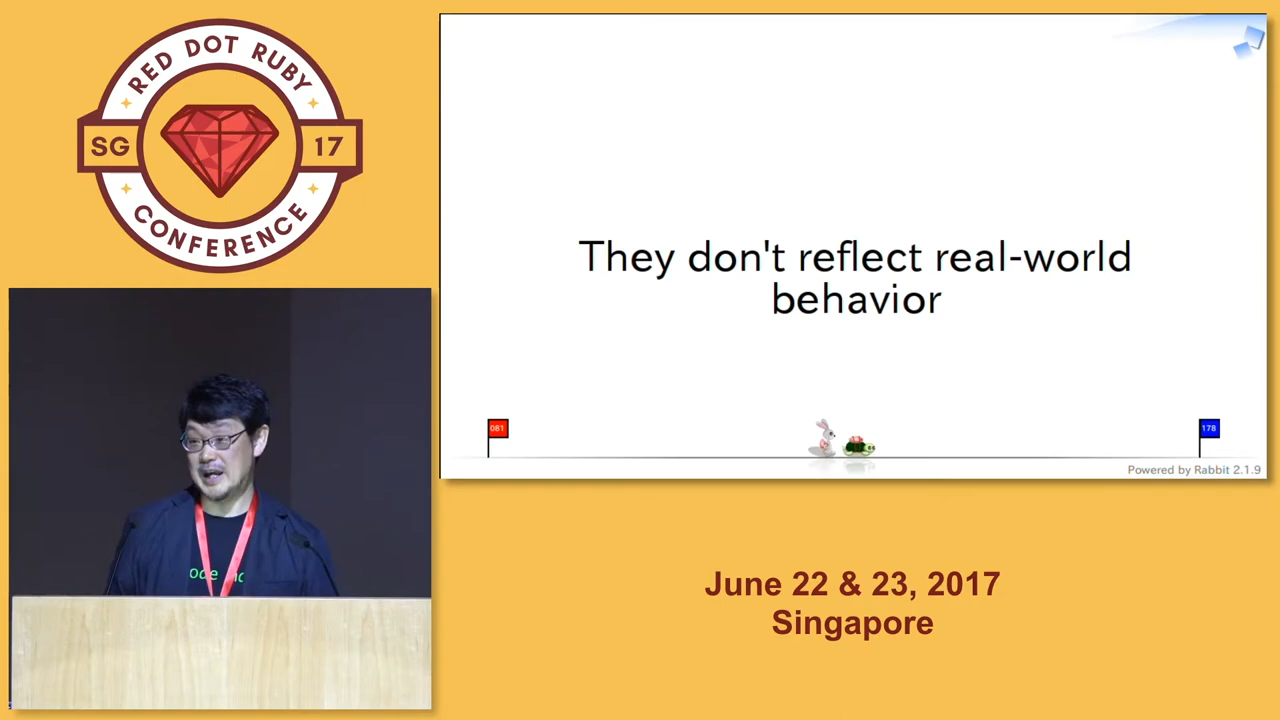 RED DOT RUBY
SG
17
CONFERENCE
They don't reflect real-world
behavior
081
178
Powered by Rabbit 2.1.9
June 22 & 23, 2017
Singapore